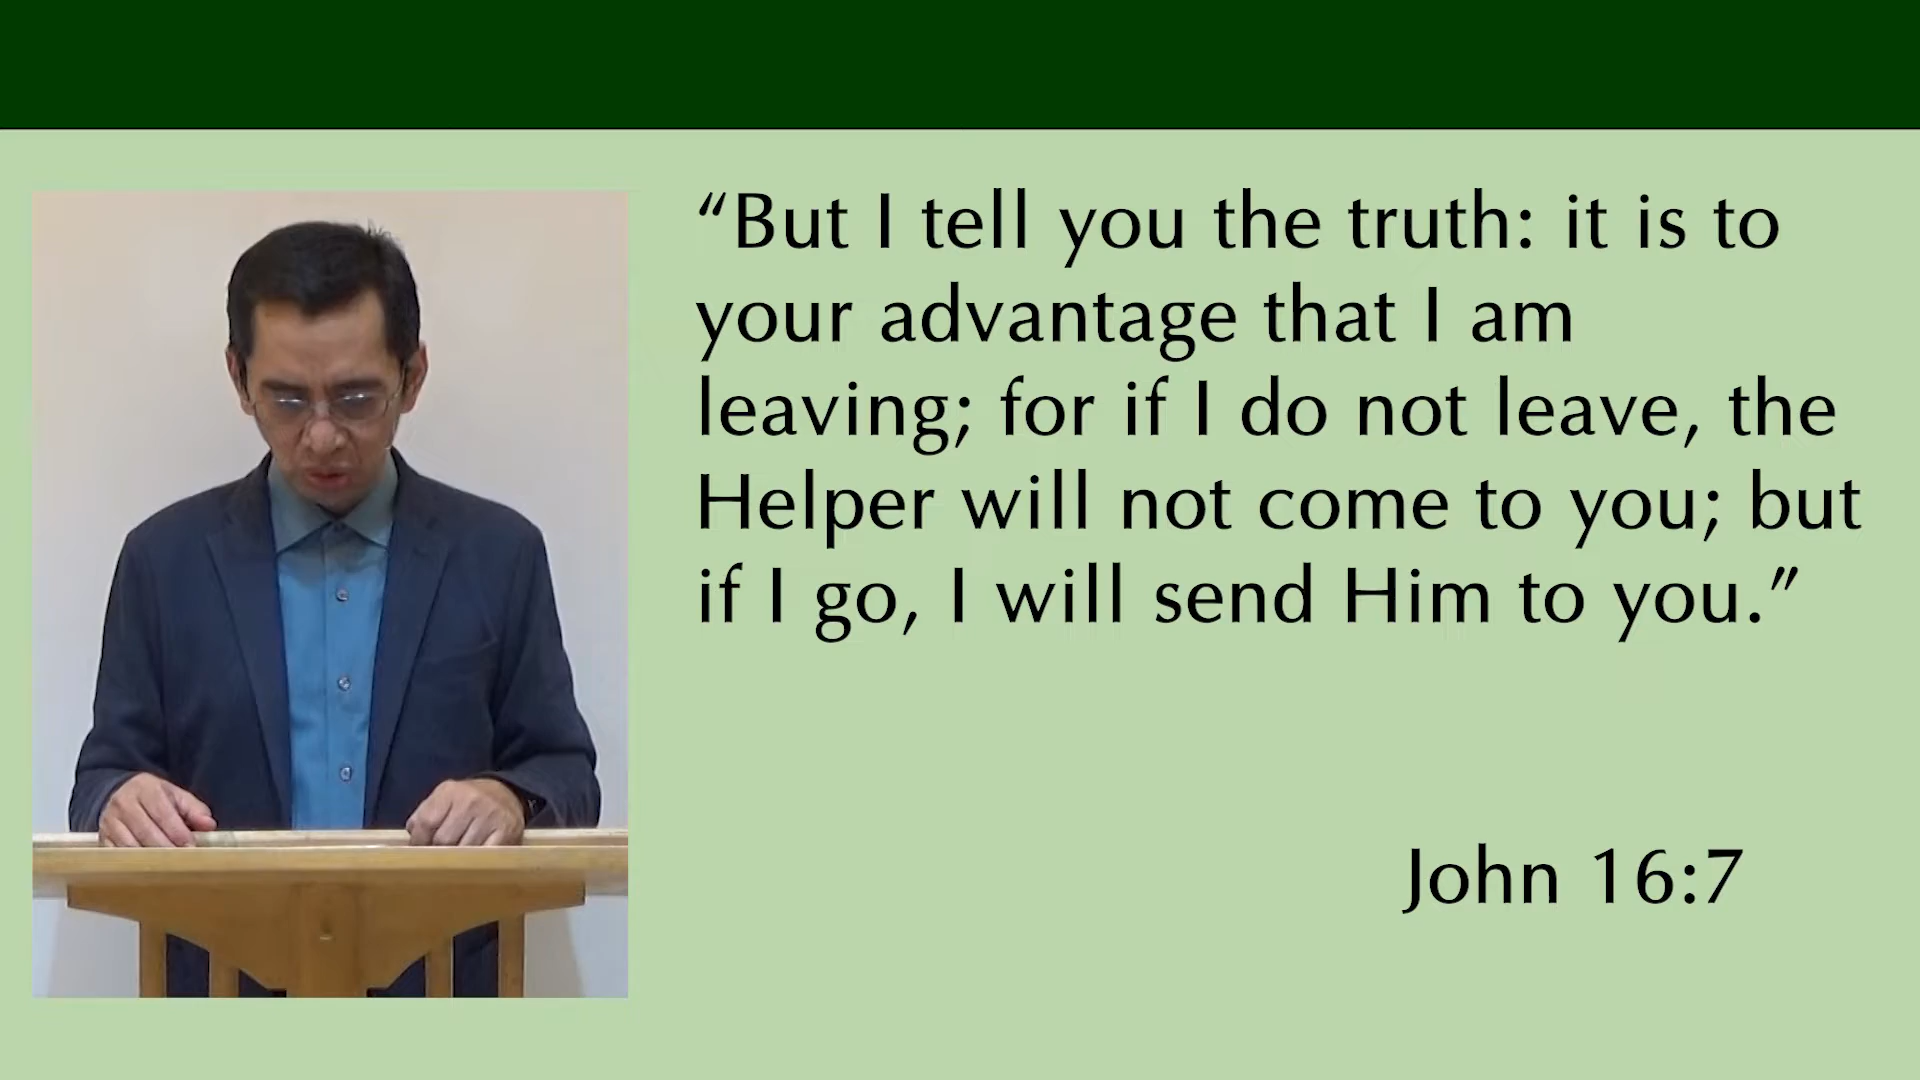 “But I tell you the truth: it is to
your advantage that I am
leaving; for if I do not leave, the
Helper will not come to you; but
if I go, I will send Him to you.”
John 16:7